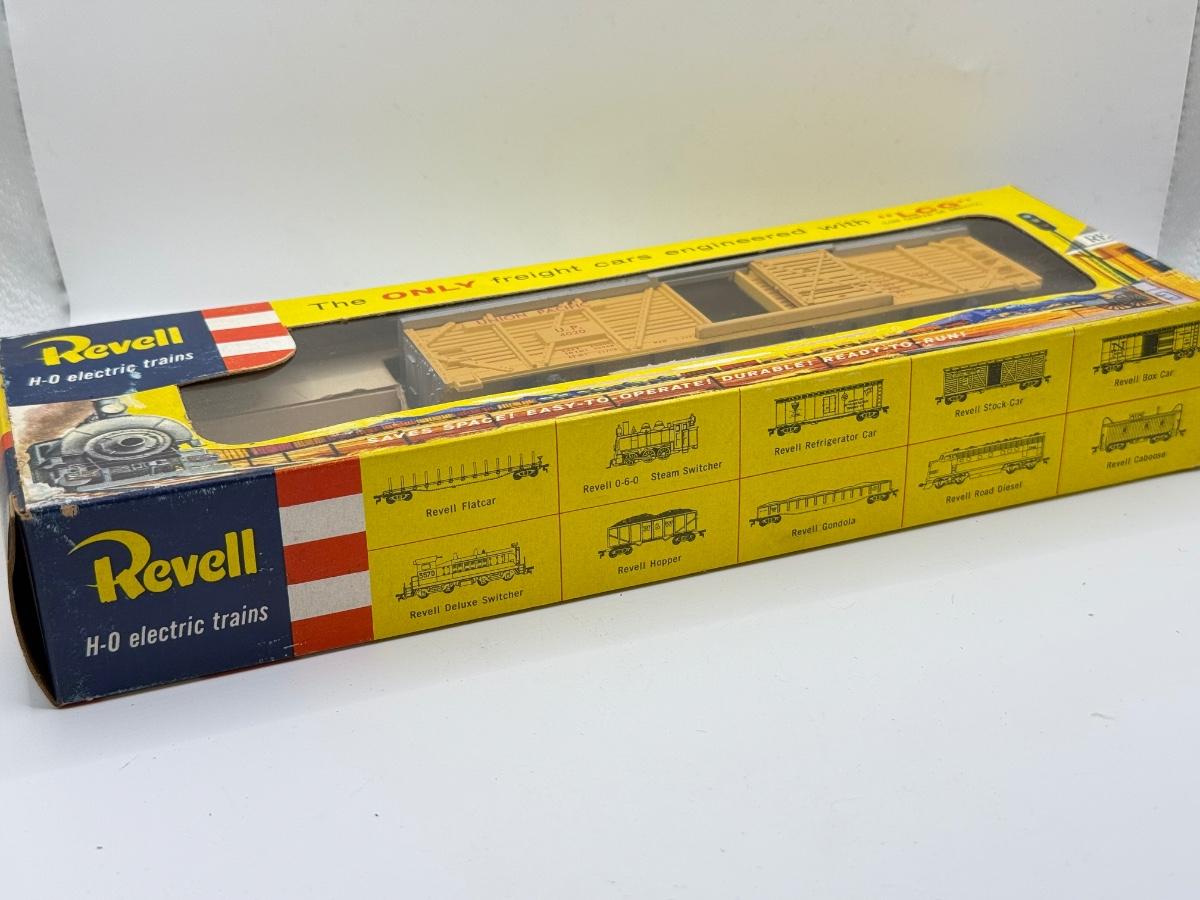 The ONLY freight cars engineered with "LCG"
Revell
H-O electric trains
UNION PACIFIC
U.P.
4020
SAVES SPACE! EASY-TO-OPERATE! DURABLE! READY-TO-RUN!
Revell
H-O electric trains
Revell Flatcar
Revell 0-6-0 Steam Switcher
Revell Refrigerator Car
Revell Stock Car
Revell Box Car
5570
Revell Deluxe Switcher
Revell Hopper
Revell Gondola
Revell Road Diesel
Revell Caboose